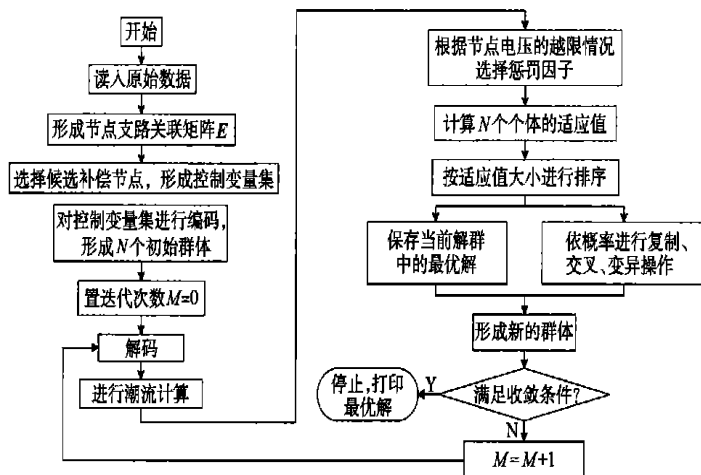 开始
读入原始数据
形成节点支路关联矩阵E
选择候选补偿节点，形成控制变量集
对控制变量集进行编码，
形成N个初始群体
置迭代次数M=0
解码
进行潮流计算
根据节点电压的越限情况
选择惩罚因子
计算N个个体的适应值
按适应值大小进行排序
保存当前解群
中的最优解
依概率进行复制、
交叉、变异操作
形成新的群体
满足收敛条件?
Y
停止,打印
最优解
N
M=M+1